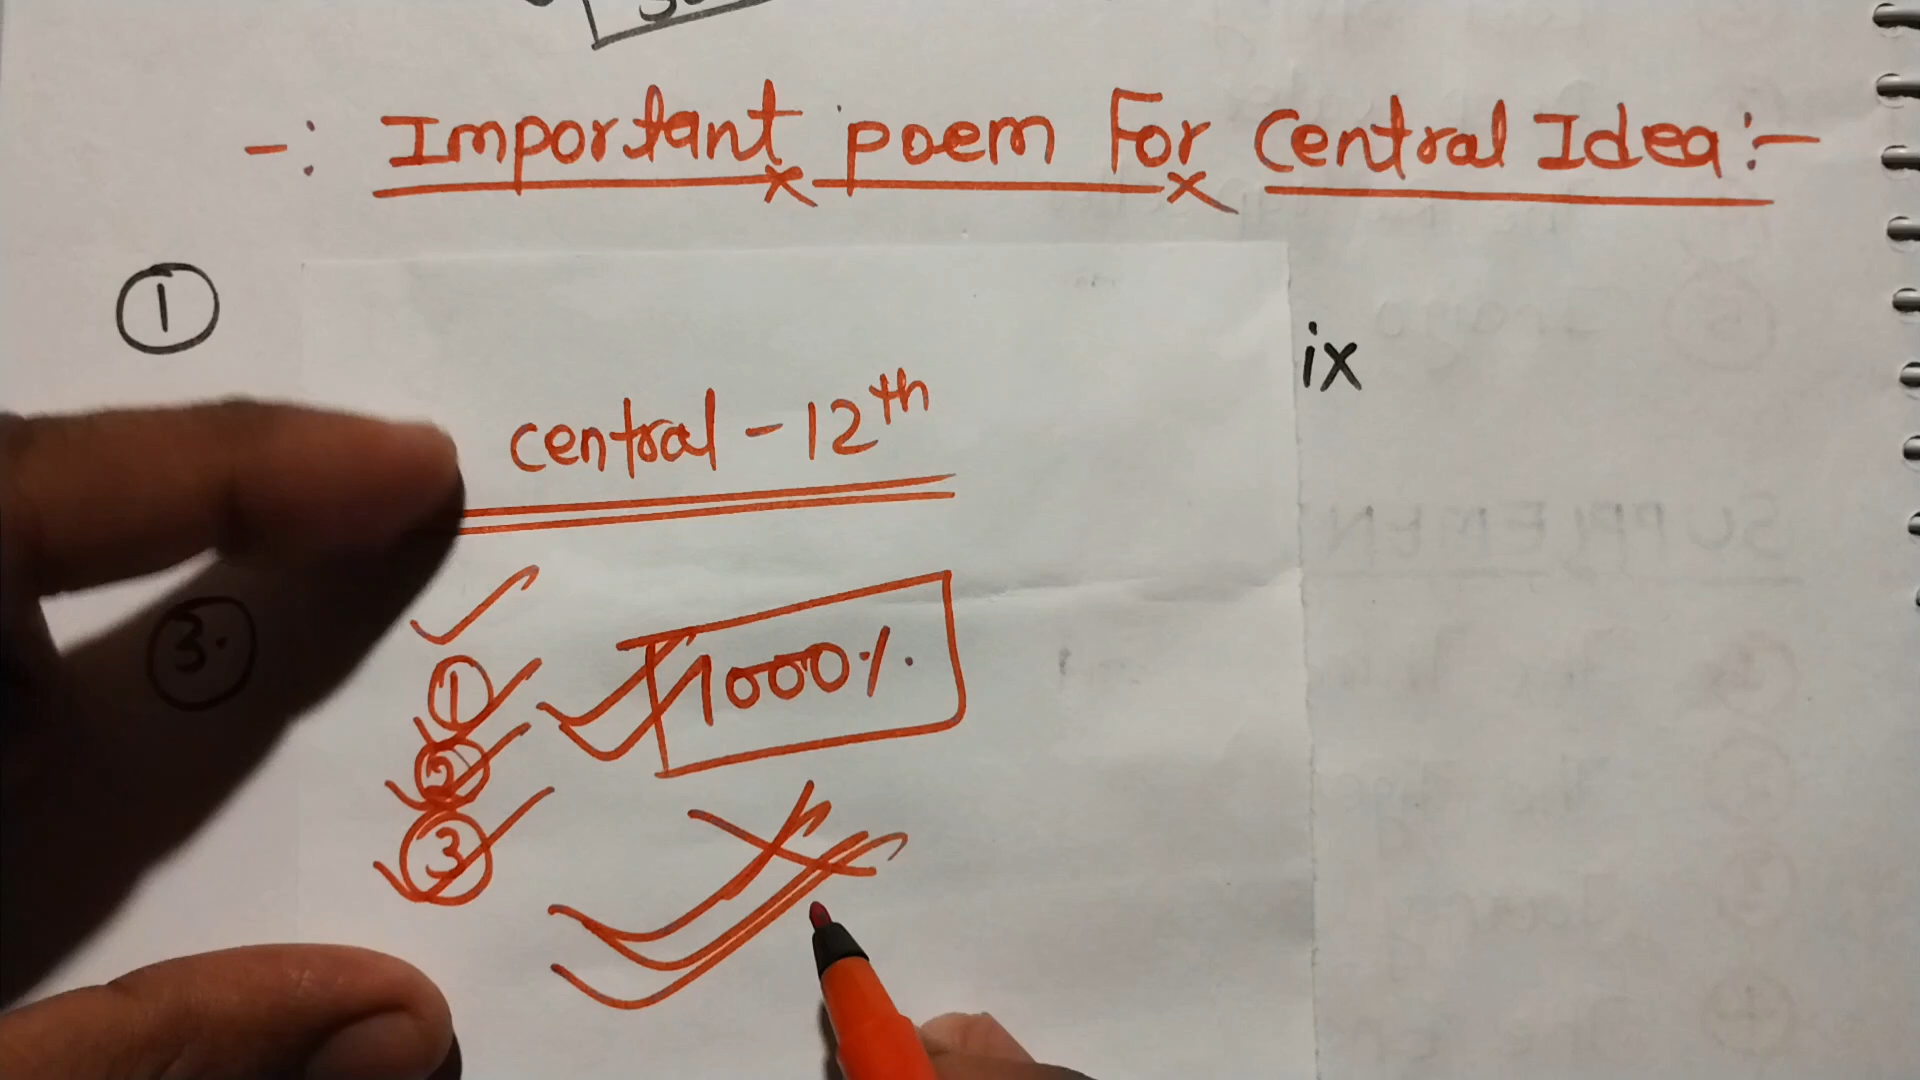 -: Important poem For Central Idea:-
①
ix
central - 12th
3.
① 1000%.
②
③